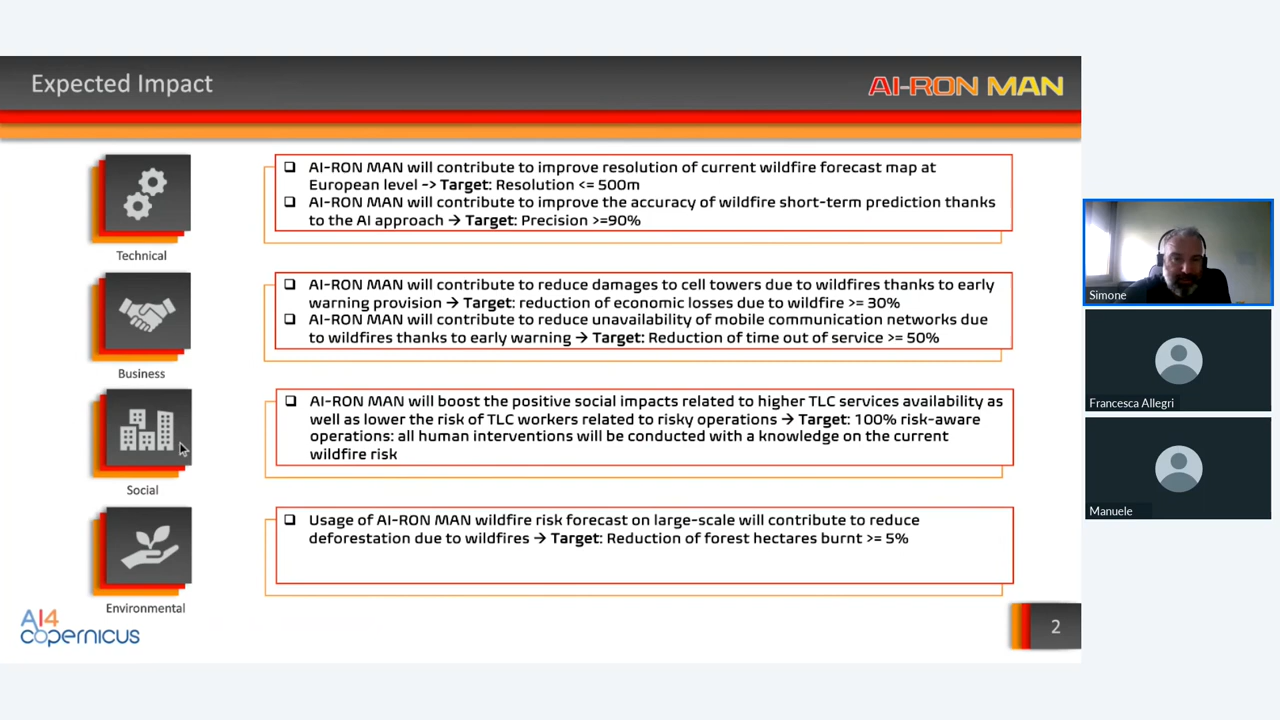 Expected Impact
AI-RON MAN
❑ AI-RON MAN will contribute to improve resolution of current wildfire forecast map at
European level -> Target: Resolution <= 500m
❑ AI-RON MAN will contribute to improve the accuracy of wildfire short-term prediction thanks
to the AI approach → Target: Precision >=90%
Technical
❑ AI-RON MAN will contribute to reduce damages to cell towers due to wildfires thanks to early
warning provision → Target: reduction of economic losses due to wildfire >= 30%
❑ AI-RON MAN will contribute to reduce unavailability of mobile communication networks due
to wildfires thanks to early warning → Target: Reduction of time out of service >= 50%
Business
❑ AI-RON MAN will boost the positive social impacts related to higher TLC services availability as
well as lower the risk of TLC workers related to risky operations → Target: 100% risk-aware
operations: all human interventions will be conducted with a knowledge on the current
wildfire risk
Social
❑ Usage of AI-RON MAN wildfire risk forecast on large-scale will contribute to reduce
deforestation due to wildfires → Target: Reduction of forest hectares burnt >= 5%
Environmental
AI4
copernicus
2
Simone
Francesca Allegri
Manuele